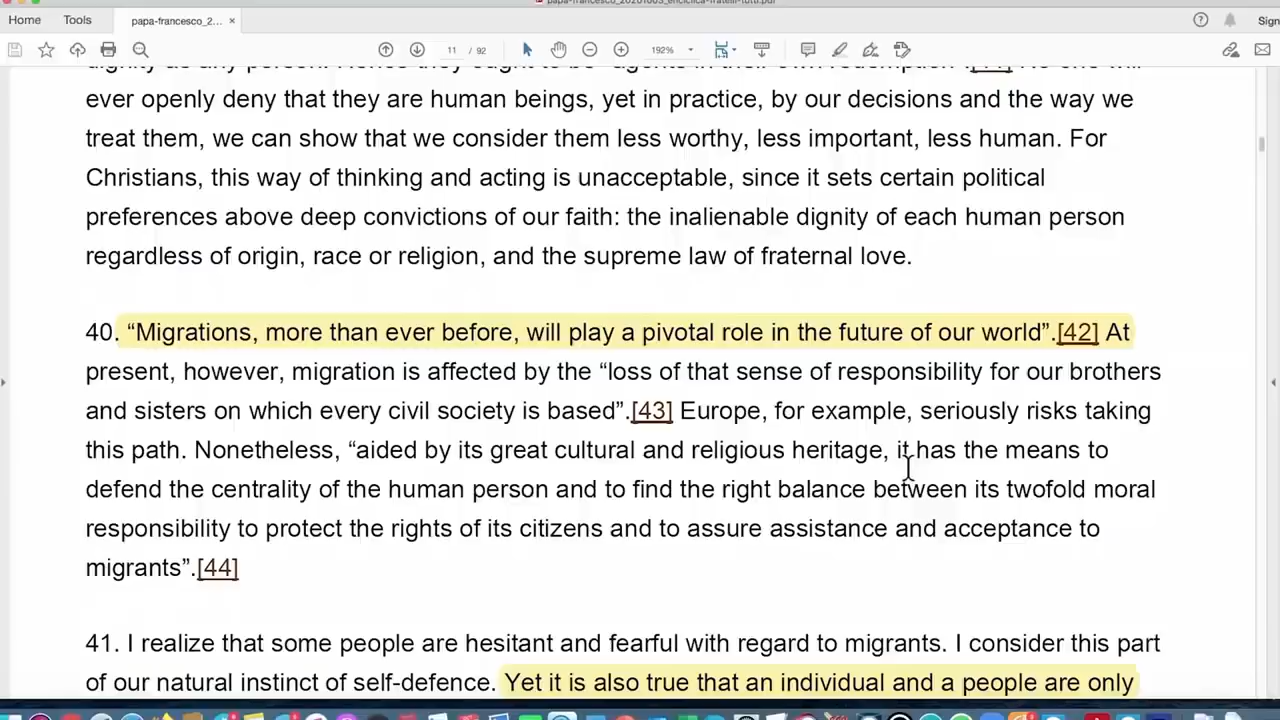 papa-francesco_20201003_enciclica-fratelli-tutti.pdf
Home Tools papa-francesco_2... × Sign
11 / 92 192%
ever openly deny that they are human beings, yet in practice, by our decisions and the way we
treat them, we can show that we consider them less worthy, less important, less human. For
Christians, this way of thinking and acting is unacceptable, since it sets certain political
preferences above deep convictions of our faith: the inalienable dignity of each human person
regardless of origin, race or religion, and the supreme law of fraternal love.
40. “Migrations, more than ever before, will play a pivotal role in the future of our world”.[42] At
present, however, migration is affected by the “loss of that sense of responsibility for our brothers
and sisters on which every civil society is based”.[43] Europe, for example, seriously risks taking
this path. Nonetheless, “aided by its great cultural and religious heritage, it has the means to
defend the centrality of the human person and to find the right balance between its twofold moral
responsibility to protect the rights of its citizens and to assure assistance and acceptance to
migrants”.[44]
41. I realize that some people are hesitant and fearful with regard to migrants. I consider this part
of our natural instinct of self-defence. Yet it is also true that an individual and a people are only